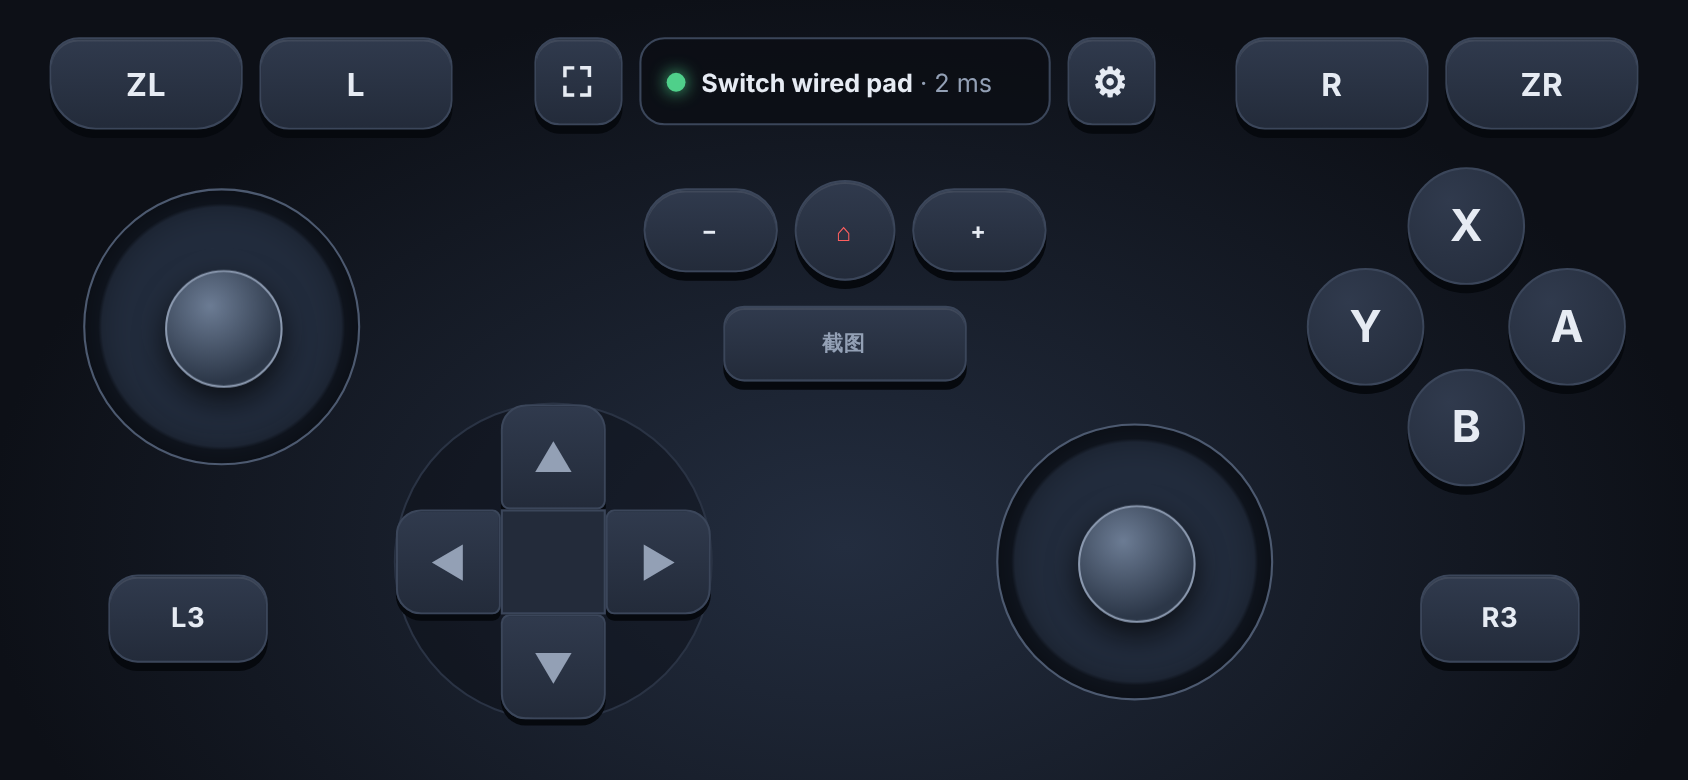 ZL
L
Switch wired pad · 2 ms
R
ZR
−
+
X
截图
Y
A
B
L3
R3